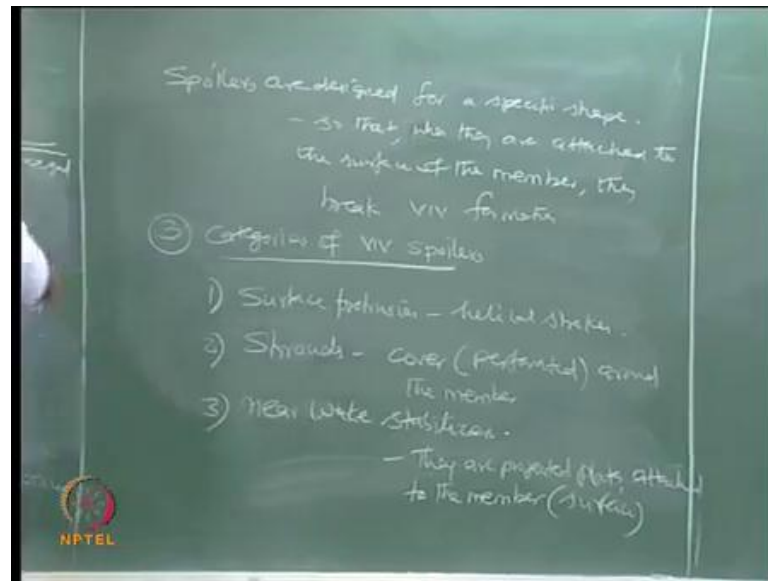 Spoilers are designed for a specific shape.
- so that, when they are attached to
the surface of the member, they
break VIV formation
③ Categories of VIV spoilers
1) Surface protrusion - helical strakes.
2) Shrouds - cover (perforated) around
the member
3) near wake stabilizers.
- They are projected plates, attached
to the member (surface)
NPTEL